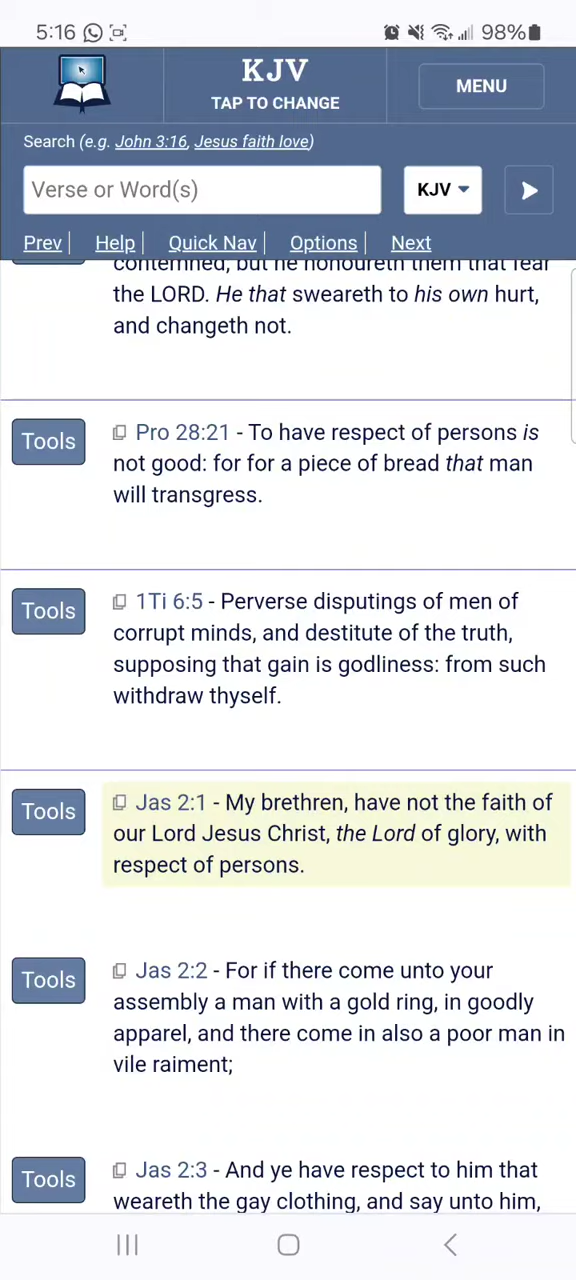 5:16 98%
KJV
TAP TO CHANGE
MENU
Search (e.g. John 3:16, Jesus faith love)
Verse or Word(s)
KJV
Prev Help Quick Nav Options Next
contemned; but he honoureth them that fear
the LORD. He that sweareth to his own hurt,
and changeth not.
Tools
Pro 28:21 - To have respect of persons is
not good: for for a piece of bread that man
will transgress.
Tools
1Ti 6:5 - Perverse disputings of men of
corrupt minds, and destitute of the truth,
supposing that gain is godliness: from such
withdraw thyself.
Tools
Jas 2:1 - My brethren, have not the faith of
our Lord Jesus Christ, the Lord of glory, with
respect of persons.
Tools
Jas 2:2 - For if there come unto your
assembly a man with a gold ring, in goodly
apparel, and there come in also a poor man in
vile raiment;
Tools
Jas 2:3 - And ye have respect to him that
weareth the gay clothing, and say unto him,